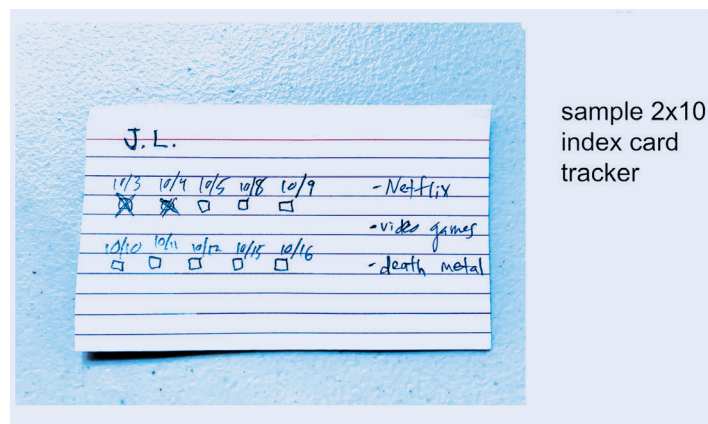 J.L.
10/3 10/4 10/5 10/8 10/9 - Netflix
- video games
10/10 10/11 10/12 10/15 10/16 - death metal
sample 2x10
index card
tracker